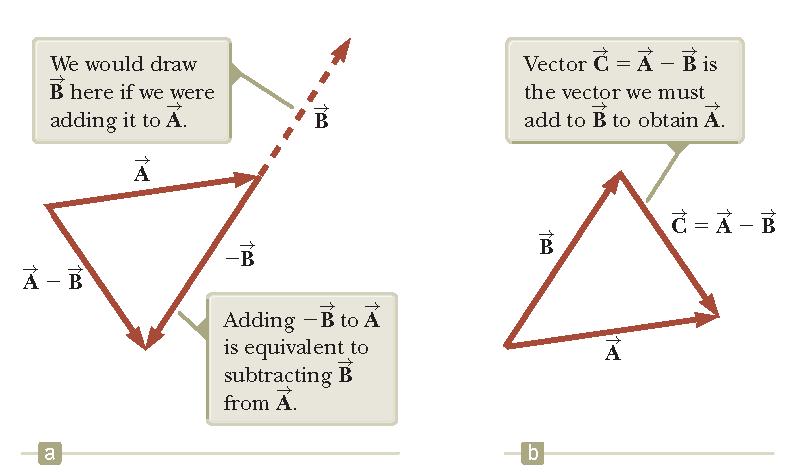 We would draw
B⃗ here if we were
adding it to A⃗.
B⃗
A⃗
−B⃗
A⃗ − B⃗
Adding −B⃗ to A⃗
is equivalent to
subtracting B⃗
from A⃗.
a
Vector C⃗ = A⃗ − B⃗ is
the vector we must
add to B⃗ to obtain A⃗.
B⃗
C⃗ = A⃗ − B⃗
A⃗
b